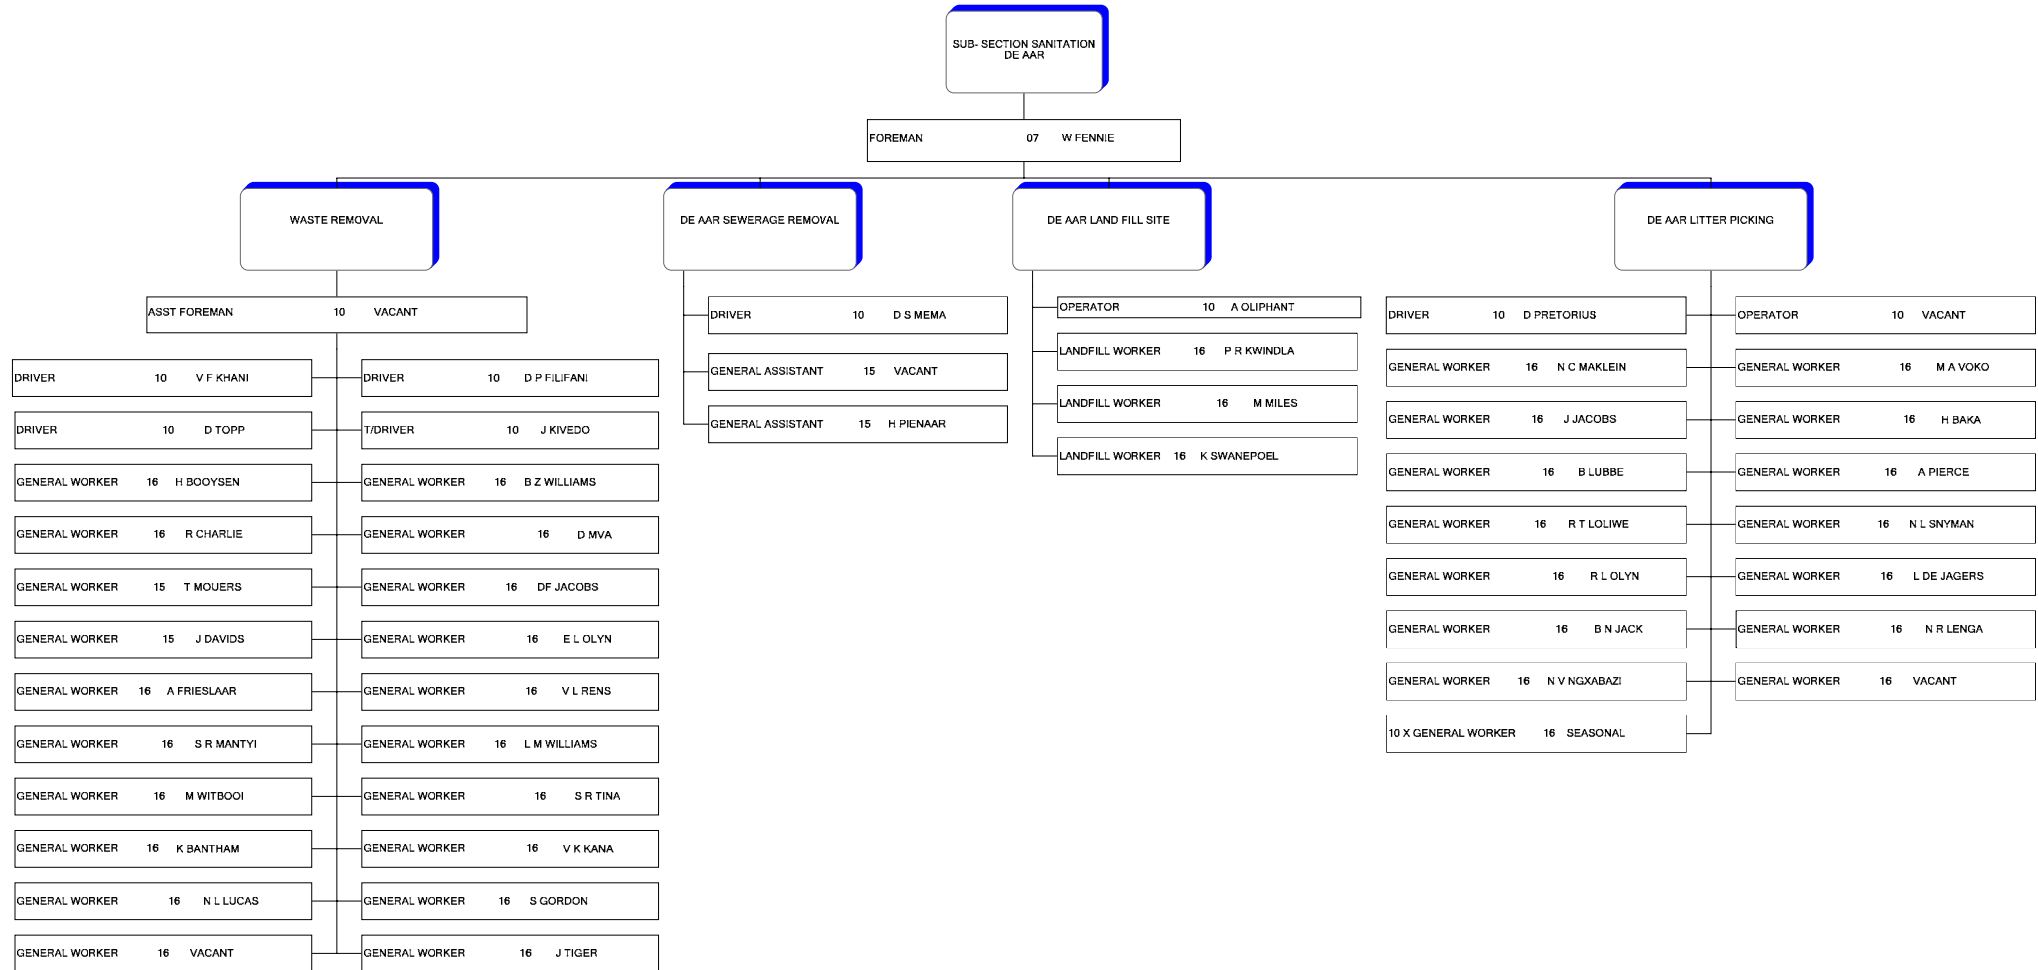 SUB- SECTION SANITATION
DE AAR
FOREMAN 07 W FENNIE
WASTE REMOVAL
ASST FOREMAN 10 VACANT
DRIVER 10 V F KHANI
DRIVER 10 D P FILIFANI
DRIVER 10 D TOPP
T/DRIVER 10 J KIVEDO
GENERAL WORKER 16 H BOOYSEN
GENERAL WORKER 16 B Z WILLIAMS
GENERAL WORKER 16 R CHARLIE
GENERAL WORKER 16 D MVA
GENERAL WORKER 15 T MOUERS
GENERAL WORKER 16 DF JACOBS
GENERAL WORKER 15 J DAVIDS
GENERAL WORKER 16 E L OLYN
GENERAL WORKER 16 A FRIESLAAR
GENERAL WORKER 16 V L RENS
GENERAL WORKER 16 S R MANTYI
GENERAL WORKER 16 L M WILLIAMS
GENERAL WORKER 16 M WITBOOI
GENERAL WORKER 16 S R TINA
GENERAL WORKER 16 K BANTHAM
GENERAL WORKER 16 V K KANA
GENERAL WORKER 16 N L LUCAS
GENERAL WORKER 16 S GORDON
GENERAL WORKER 16 VACANT
GENERAL WORKER 16 J TIGER
DE AAR SEWERAGE REMOVAL
DRIVER 10 D S MEMA
GENERAL ASSISTANT 15 VACANT
GENERAL ASSISTANT 15 H PIENAAR
DE AAR LAND FILL SITE
OPERATOR 10 A OLIPHANT
LANDFILL WORKER 16 P R KWINDLA
LANDFILL WORKER 16 M MILES
LANDFILL WORKER 16 K SWANEPOEL
DE AAR LITTER PICKING
DRIVER 10 D PRETORIUS
OPERATOR 10 VACANT
GENERAL WORKER 16 N C MAKLEIN
GENERAL WORKER 16 M A VOKO
GENERAL WORKER 16 J JACOBS
GENERAL WORKER 16 H BAKA
GENERAL WORKER 16 B LUBBE
GENERAL WORKER 16 A PIERCE
GENERAL WORKER 16 R T LOLIWE
GENERAL WORKER 16 N L SNYMAN
GENERAL WORKER 16 R L OLYN
GENERAL WORKER 16 L DE JAGERS
GENERAL WORKER 16 B N JACK
GENERAL WORKER 16 N R LENGA
GENERAL WORKER 16 N V NGXABAZI
GENERAL WORKER 16 VACANT
10 X GENERAL WORKER 16 SEASONAL